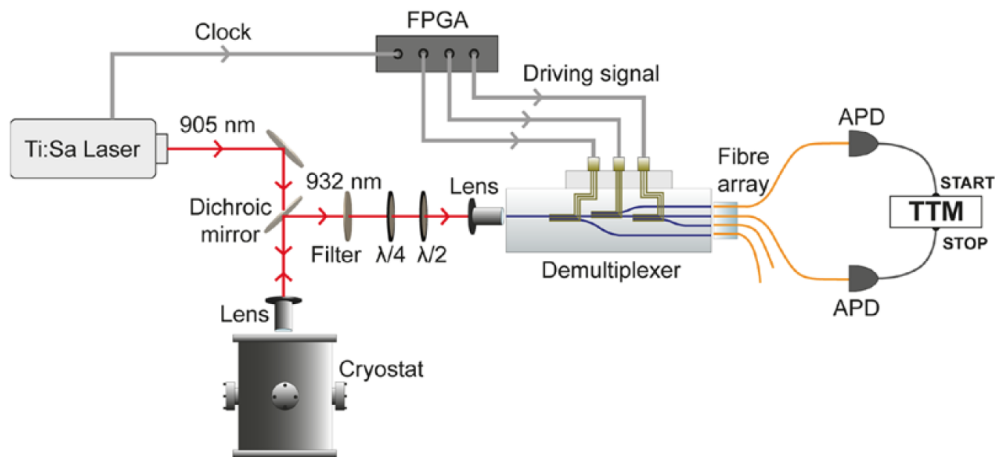 FPGA
Clock
Driving signal
Ti:Sa Laser
905 nm
APD
Fibre
array
932 nm
Lens
START
TTM
STOP
Dichroic
mirror
Filter
λ/4
λ/2
Demultiplexer
APD
Lens
Cryostat